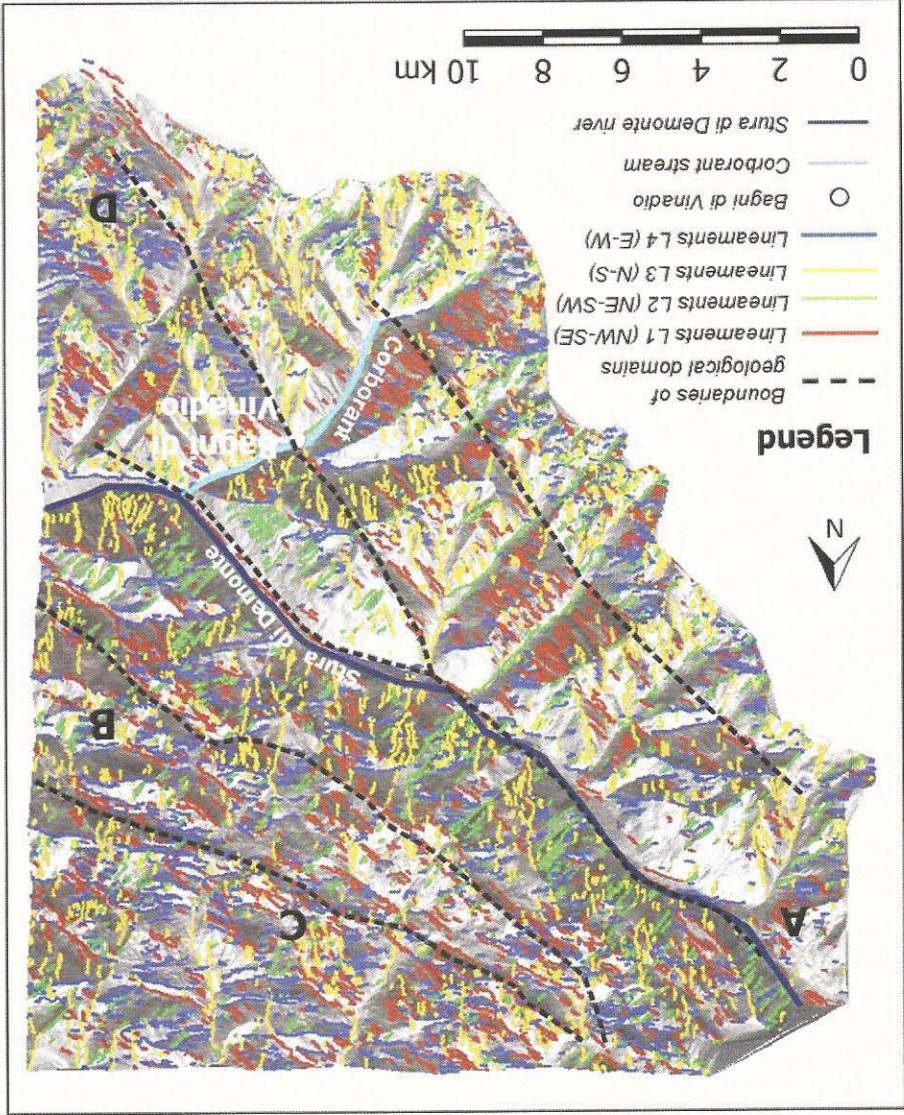 A
C
B
Stura di Demonte
N
Bagni di
Vinadio
Corborant
D
Legend
Boundaries of
geological domains
Lineaments L1 (NW-SE)
Lineaments L2 (NE-SW)
Lineaments L3 (N-S)
Lineaments L4 (E-W)
Bagni di Vinadio
Corborant stream
Stura di Demonte river
0 2 4 6 8 10 km